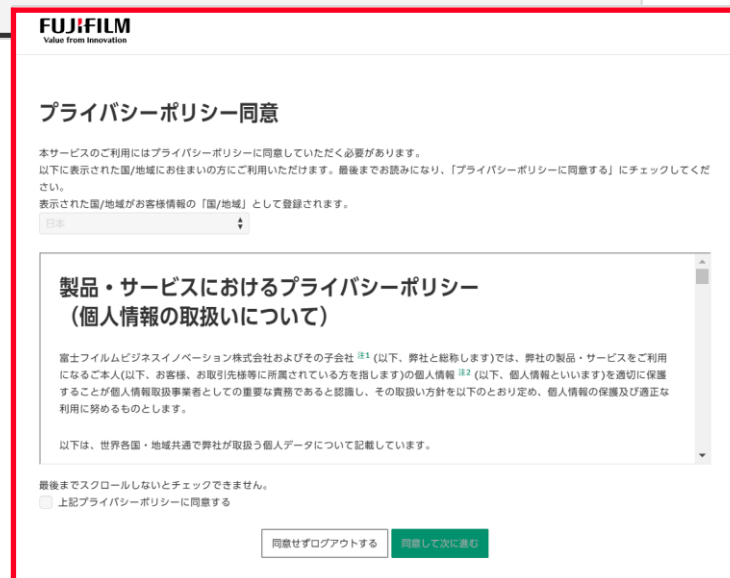 FUJIFILM
Value from Innovation
プライバシーポリシー同意
本サービスのご利用にはプライバシーポリシーに同意していただく必要があります。
以下に表示された国/地域にお住まいの方にご利用いただけます。最後までお読みになり、「プライバシーポリシーに同意する」にチェックしてくだ
さい。
表示された国/地域がお客様情報の「国/地域」として登録されます。
日本
製品・サービスにおけるプライバシーポリシー
（個人情報の取扱いについて）
富士フイルムビジネスイノベーション株式会社およびその子会社 注1 (以下、弊社と総称します)では、弊社の製品・サービスをご利用
になるご本人(以下、お客様、お取引先様等に所属されている方を指します)の個人情報 注2 (以下、個人情報といいます)を適切に保護
することが個人情報取扱事業者としての重要な責務であると認識し、その取扱い方針を以下のとおり定め、個人情報の保護及び適正な
利用に努めるものとします。
以下は、世界各国・地域共通で弊社が取扱う個人データについて記載しています。
最後までスクロールしないとチェックできません。
上記プライバシーポリシーに同意する
同意せずログアウトする
同意して次に進む